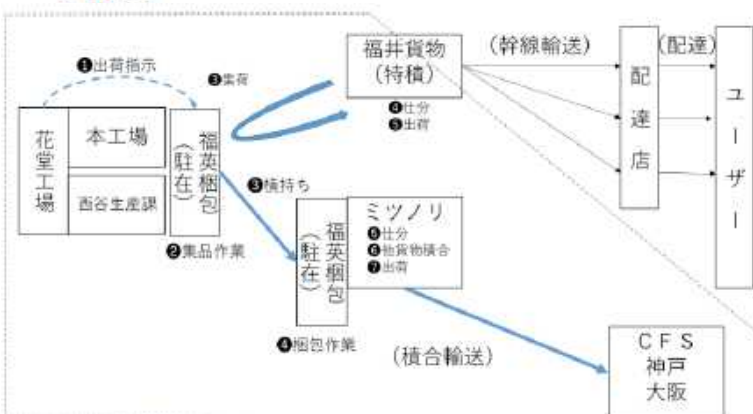 ❶出荷指示
❸集荷
福井貨物
(特積)
❹仕分
❺出荷
(幹線輸送)
(配達)
配達店
ユーザー
花堂工場
本工場
西谷生産課
福英梱包
(駐在)
❷集品作業
❸横持ち
福英梱包
(駐在)
ミツノリ
❺仕分
❻他貨物積合
❼出荷
❹梱包作業
(積合輸送)
CFS
神戸
大阪